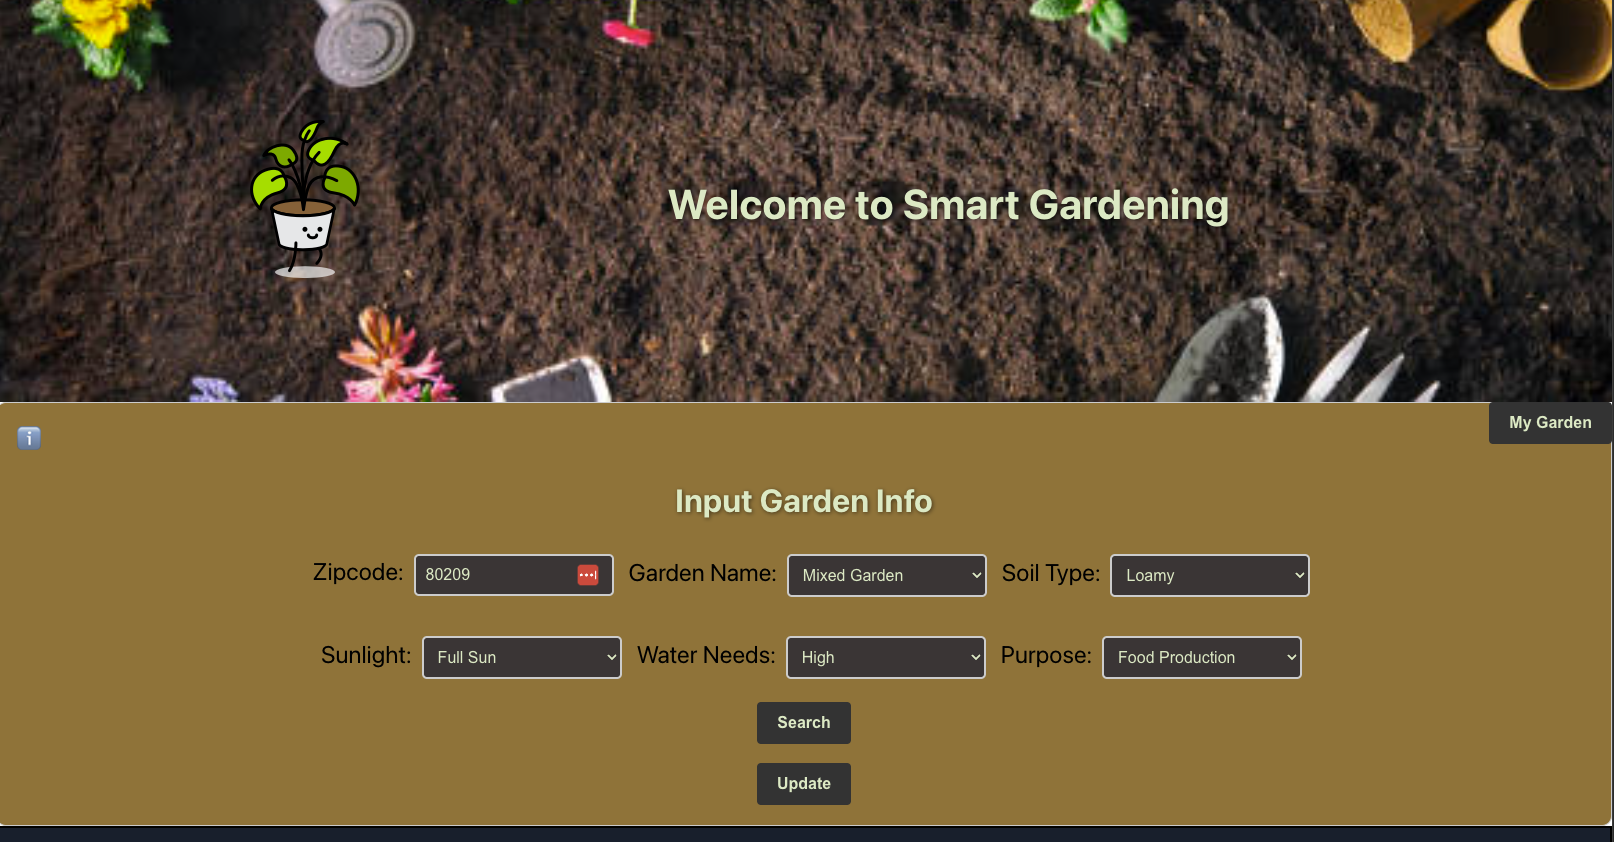 Welcome to Smart Gardening
My Garden
Input Garden Info
Zipcode: 80209 Garden Name: Mixed Garden Soil Type: Loamy
Sunlight: Full Sun Water Needs: High Purpose: Food Production
Search
Update